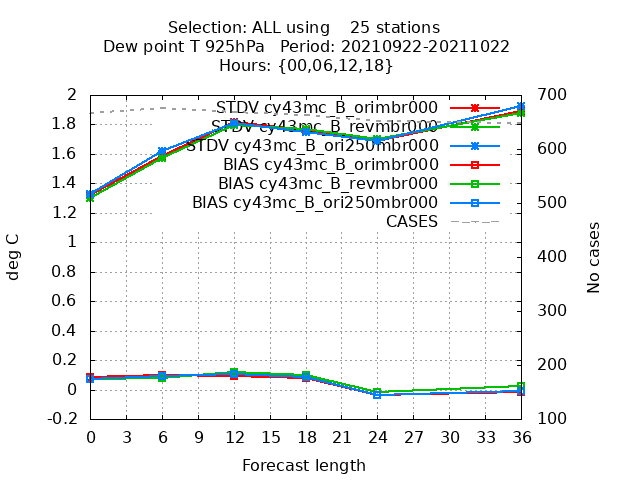 Selection: ALL using    25 stations
Dew point T 925hPa   Period: 20210922-20211022
Hours: {00,06,12,18}
STDV cy43mc_B_orimbr000
STDV cy43mc_B_revmbr000
STDV cy43mc_B_ori250mbr000
BIAS cy43mc_B_orimbr000
BIAS cy43mc_B_revmbr000
BIAS cy43mc_B_ori250mbr000
CASES
2
1.8
1.6
1.4
1.2
1
0.8
0.6
0.4
0.2
0
-0.2
deg C
700
600
500
400
300
200
100
No cases
0 3 6 9 12 15 18 21 24 27 30 33 36
Forecast length